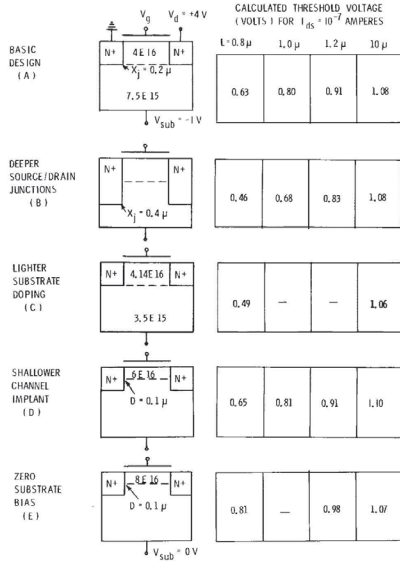 CALCULATED THRESHOLD VOLTAGE
(VOLTS) FOR I ds = 10⁻⁷ AMPERES
Vg Vd = +4V
L= 0.8 μ 1.0 μ 1.2 μ 10 μ
BASIC
DESIGN
(A)
N+ 4E16 N+
Xj = 0.2 μ
7.5E15
Vsub = -1V
0.63 0.80 0.91 1.08
DEEPER
SOURCE/DRAIN
JUNCTIONS
(B)
N+ N+
Xj = 0.4 μ
0.46 0.68 0.83 1.08
LIGHTER
SUBSTRATE
DOPING
(C)
N+ 4.14E16 N+
3.5E15
0.49 — — 1.06
SHALLOWER
CHANNEL
IMPLANT
(D)
N+ 6E16 N+
D = 0.1 μ
0.65 0.81 0.91 1.10
ZERO
SUBSTRATE
BIAS
(E)
N+ 8E16 N+
D = 0.1 μ
0.81 — 0.98 1.07
Vsub = 0V